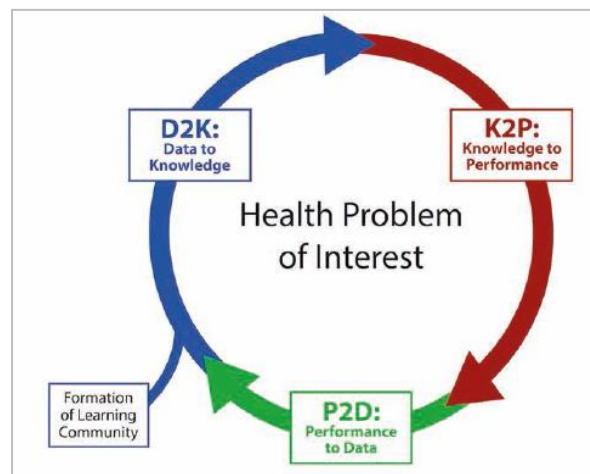 D2K:
Data to
Knowledge
K2P:
Knowledge to
Performance
Health Problem
of Interest
Formation
of Learning
Community
P2D:
Performance
to Data